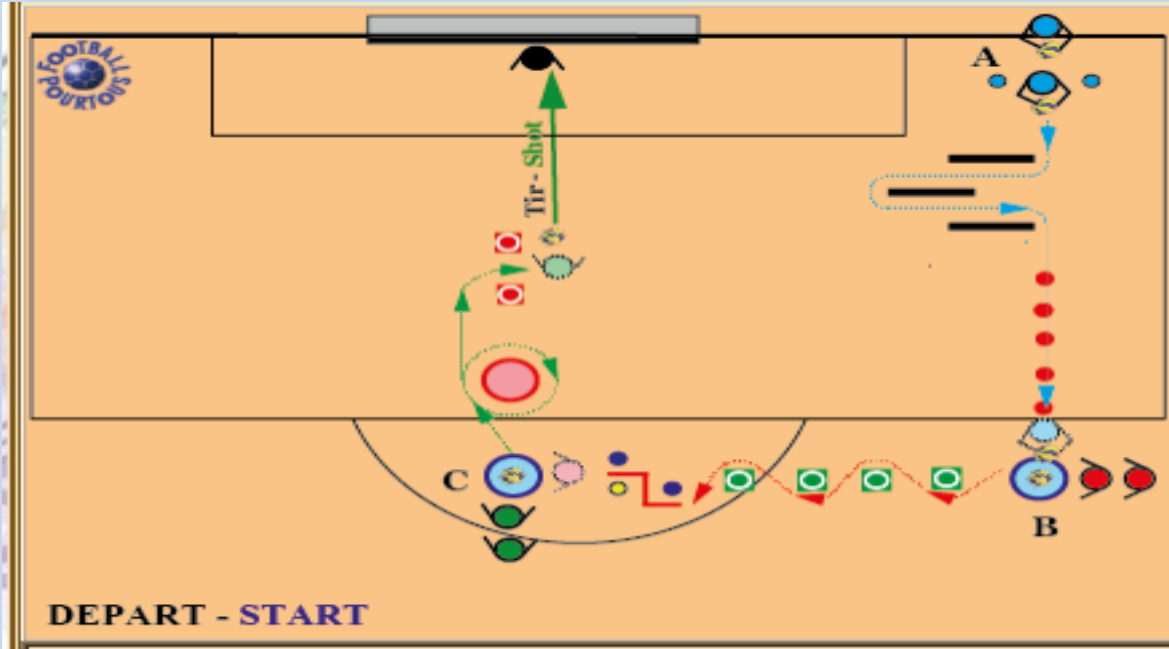 FOOTBALL
POURTOUS
A
Tir - Shot
C
B
DEPART - START